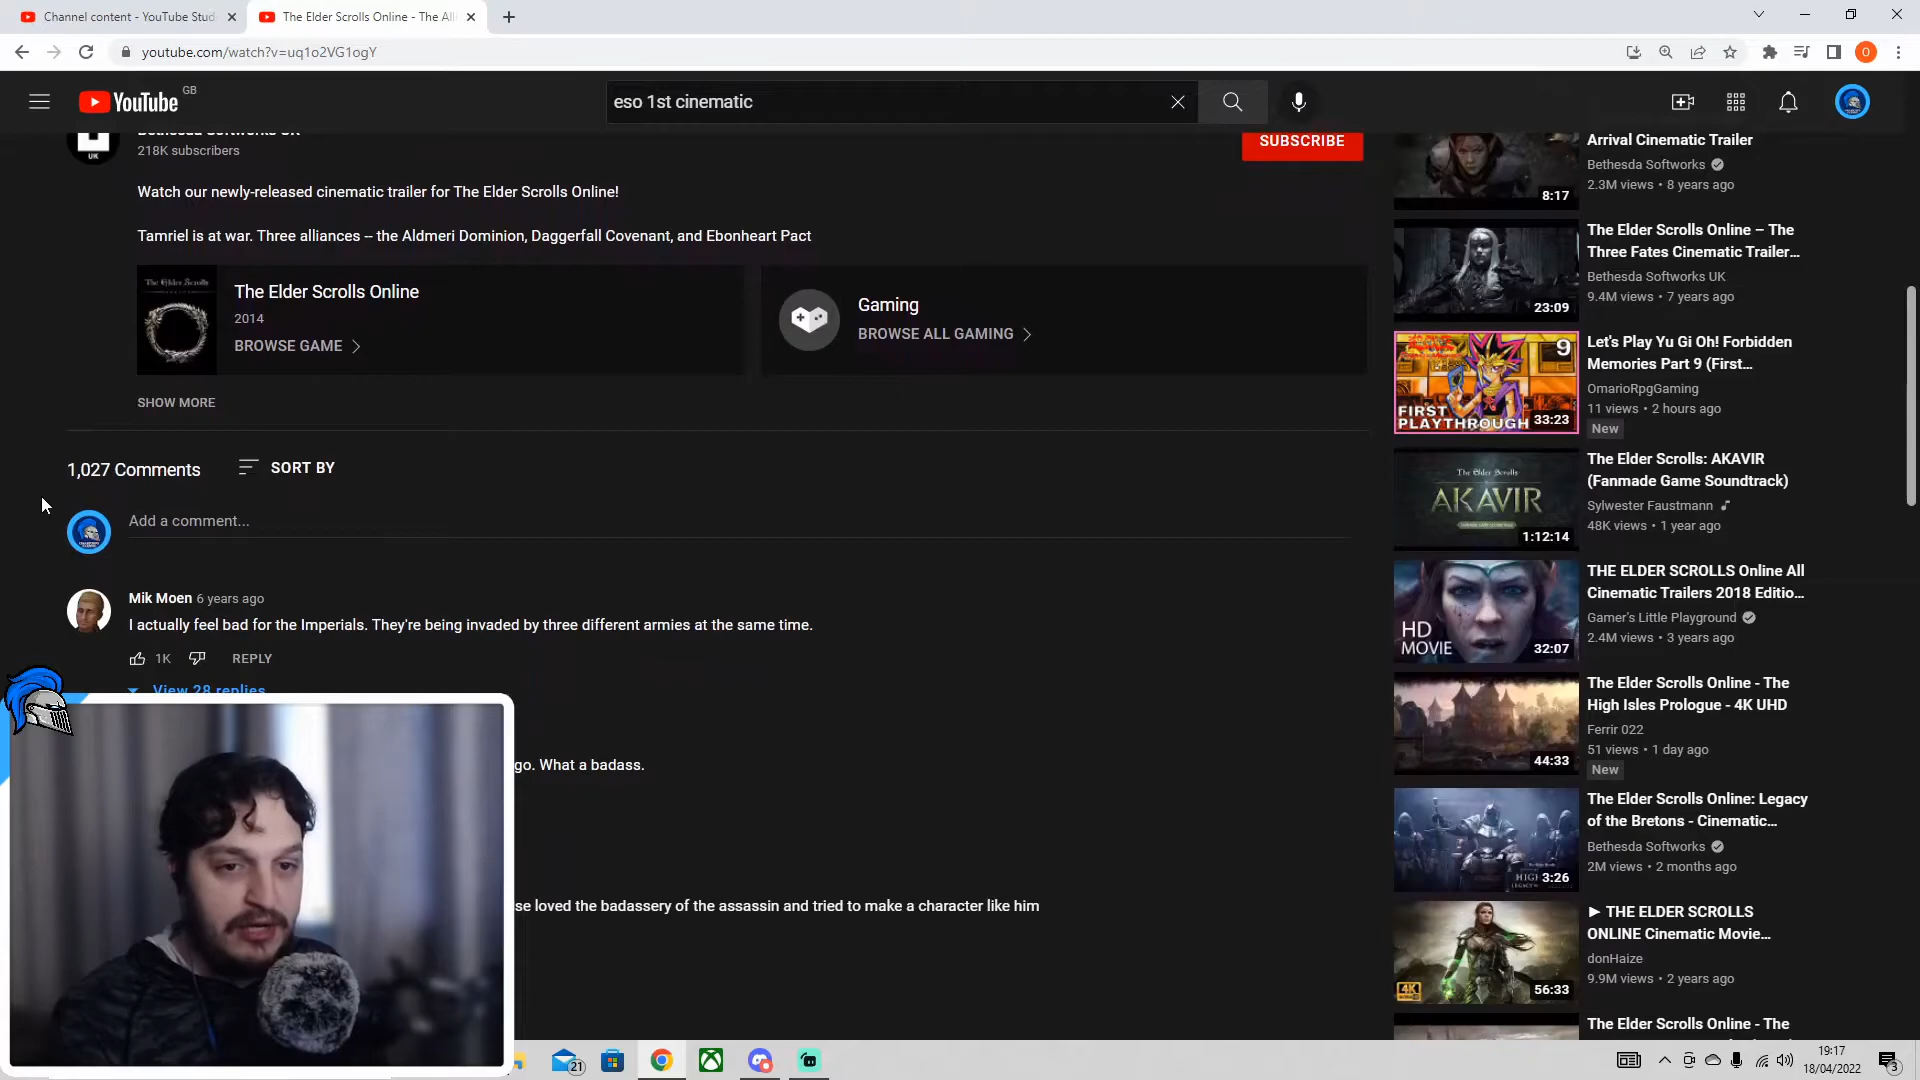 Channel content - YouTube Stud
The Elder Scrolls Online - The Alli
youtube.com/watch?v=uq1o2VG1ogY
YouTube GB
eso 1st cinematic
UK
218K subscribers
SUBSCRIBE
Watch our newly-released cinematic trailer for The Elder Scrolls Online!
Tamriel is at war. Three alliances -- the Aldmeri Dominion, Daggerfall Covenant, and Ebonheart Pact
The Elder Scrolls
The Elder Scrolls Online
2014
BROWSE GAME
Gaming
BROWSE ALL GAMING
SHOW MORE
1,027 Comments
SORT BY
Add a comment...
Mik Moen 6 years ago
I actually feel bad for the Imperials. They're being invaded by three different armies at the same time.
1K
REPLY
View 28 replies
go. What a badass.
se loved the badassery of the assassin and tried to make a character like him
Arrival Cinematic Trailer
Bethesda Softworks
2.3M views • 8 years ago
8:17
The Elder Scrolls Online – The
Three Fates Cinematic Trailer...
Bethesda Softworks UK
9.4M views • 7 years ago
23:09
Let's Play Yu Gi Oh! Forbidden
Memories Part 9 (First...
OmarioRpgGaming
11 views • 2 hours ago
New
9
FIRST
PLAYTHROUGH
33:23
The Elder Scrolls: AKAVIR
(Fanmade Game Soundtrack)
Sylwester Faustmann
48K views • 1 year ago
The Elder Scrolls
AKAVIR
1:12:14
THE ELDER SCROLLS Online All
Cinematic Trailers 2018 Editio...
Gamer's Little Playground
2.4M views • 3 years ago
HD
MOVIE
32:07
The Elder Scrolls Online - The
High Isles Prologue - 4K UHD
Ferrir 022
51 views • 1 day ago
New
44:33
The Elder Scrolls Online: Legacy
of the Bretons - Cinematic...
Bethesda Softworks
2M views • 2 months ago
3:26
► THE ELDER SCROLLS
ONLINE Cinematic Movie...
donHaize
9.9M views • 2 years ago
4K
56:33
The Elder Scrolls Online - The
21
19:17
18/04/2022
3